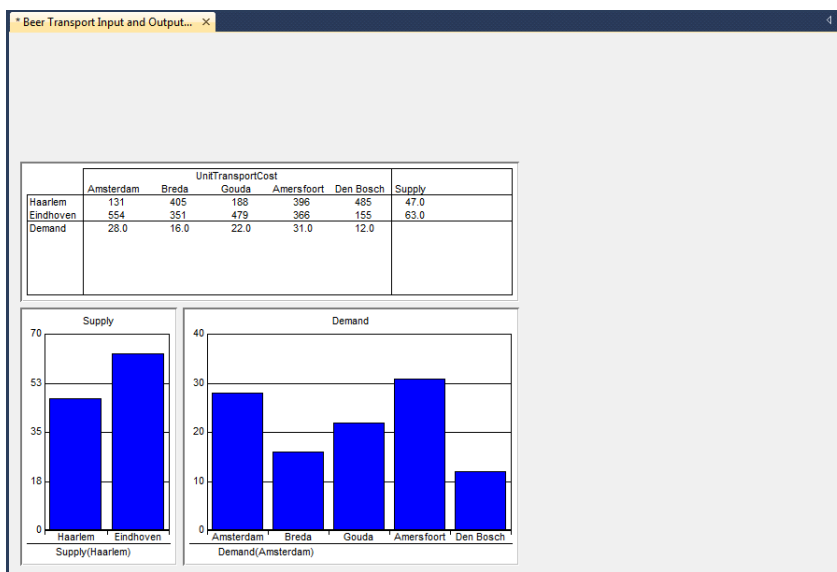 * Beer Transport Input and Output... ×
UnitTransportCost
Amsterdam Breda Gouda Amersfoort Den Bosch Supply
Haarlem 131 405 188 396 485 47.0
Eindhoven 554 351 479 366 155 63.0
Demand 28.0 16.0 22.0 31.0 12.0
Supply
70
53
35
18
0
Haarlem Eindhoven
Supply(Haarlem)
Demand
40
30
20
10
0
Amsterdam Breda Gouda Amersfoort Den Bosch
Demand(Amsterdam)